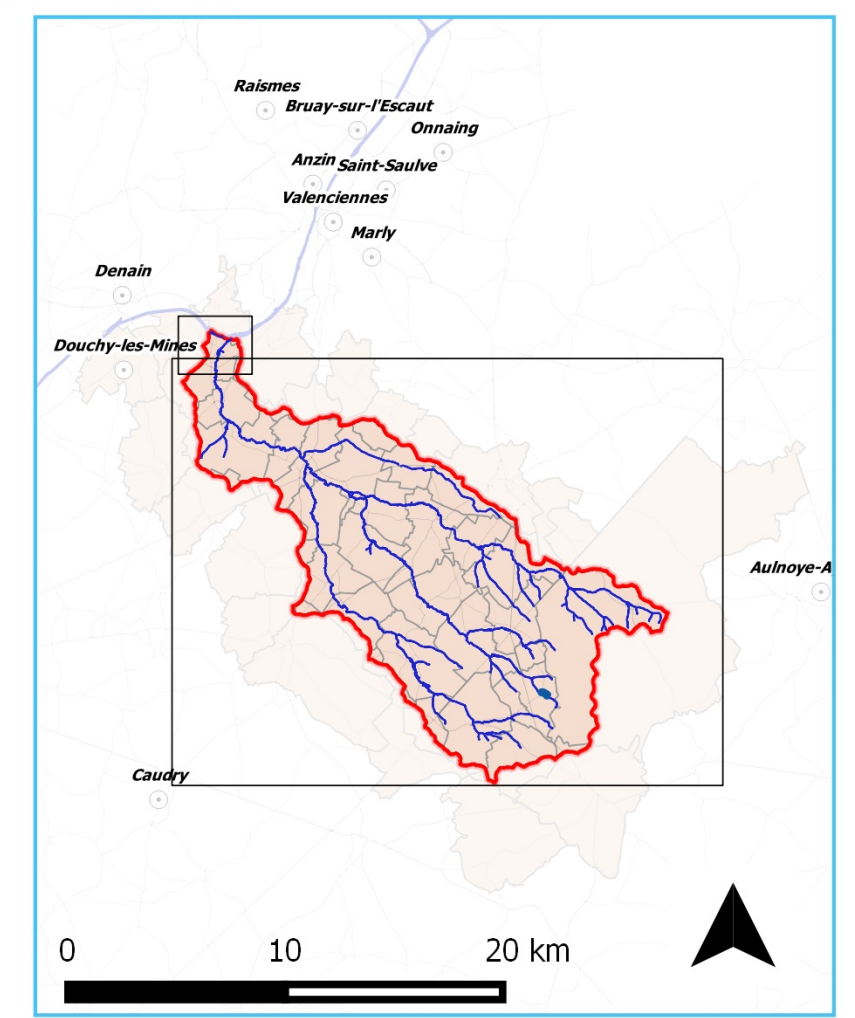 Raismes
Bruay-sur-l'Escaut
Onnaing
Anzin
Saint-Saulve
Valenciennes
Marly
Denain
Douchy-les-Mines
Aulnoye-A
Caudry
0 10 20 km